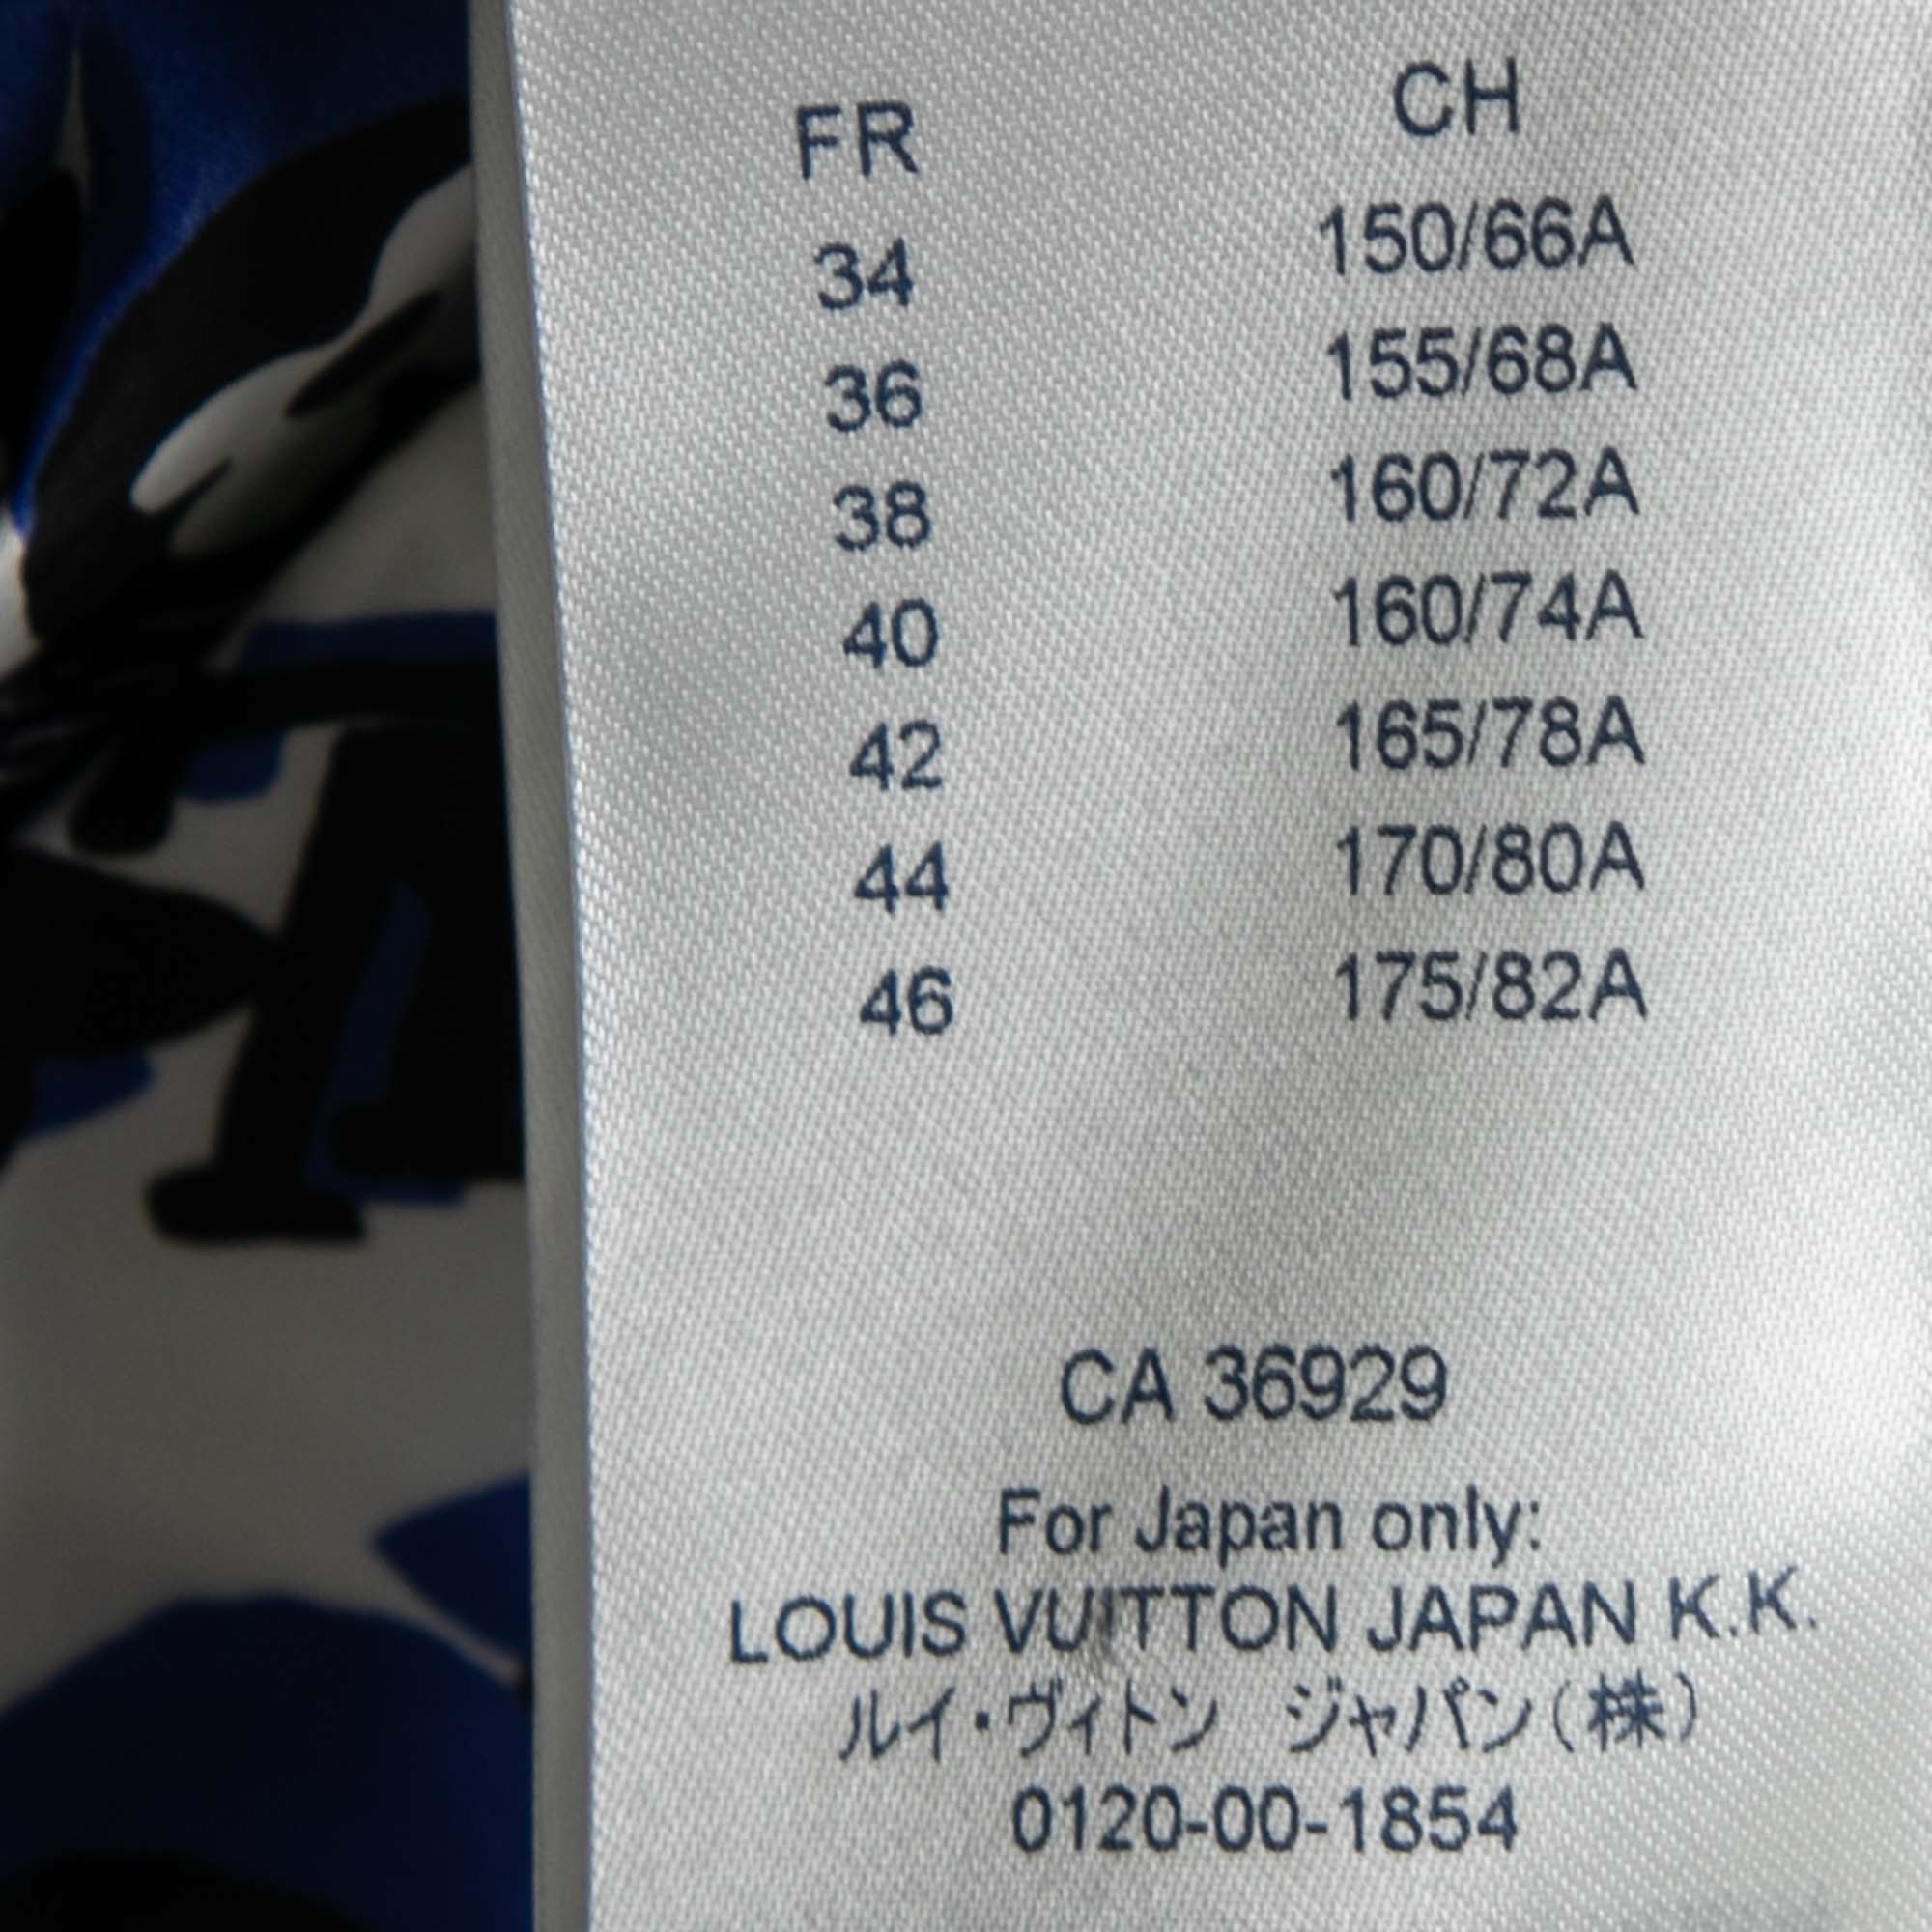 FR CH
34 150/66A
36 155/68A
38 160/72A
40 160/74A
42 165/78A
44 170/80A
46 175/82A
CA 36929
For Japan only:
LOUIS VUITTON JAPAN K.K.
ルイ・ヴィトン ジャパン(株)
0120-00-1854